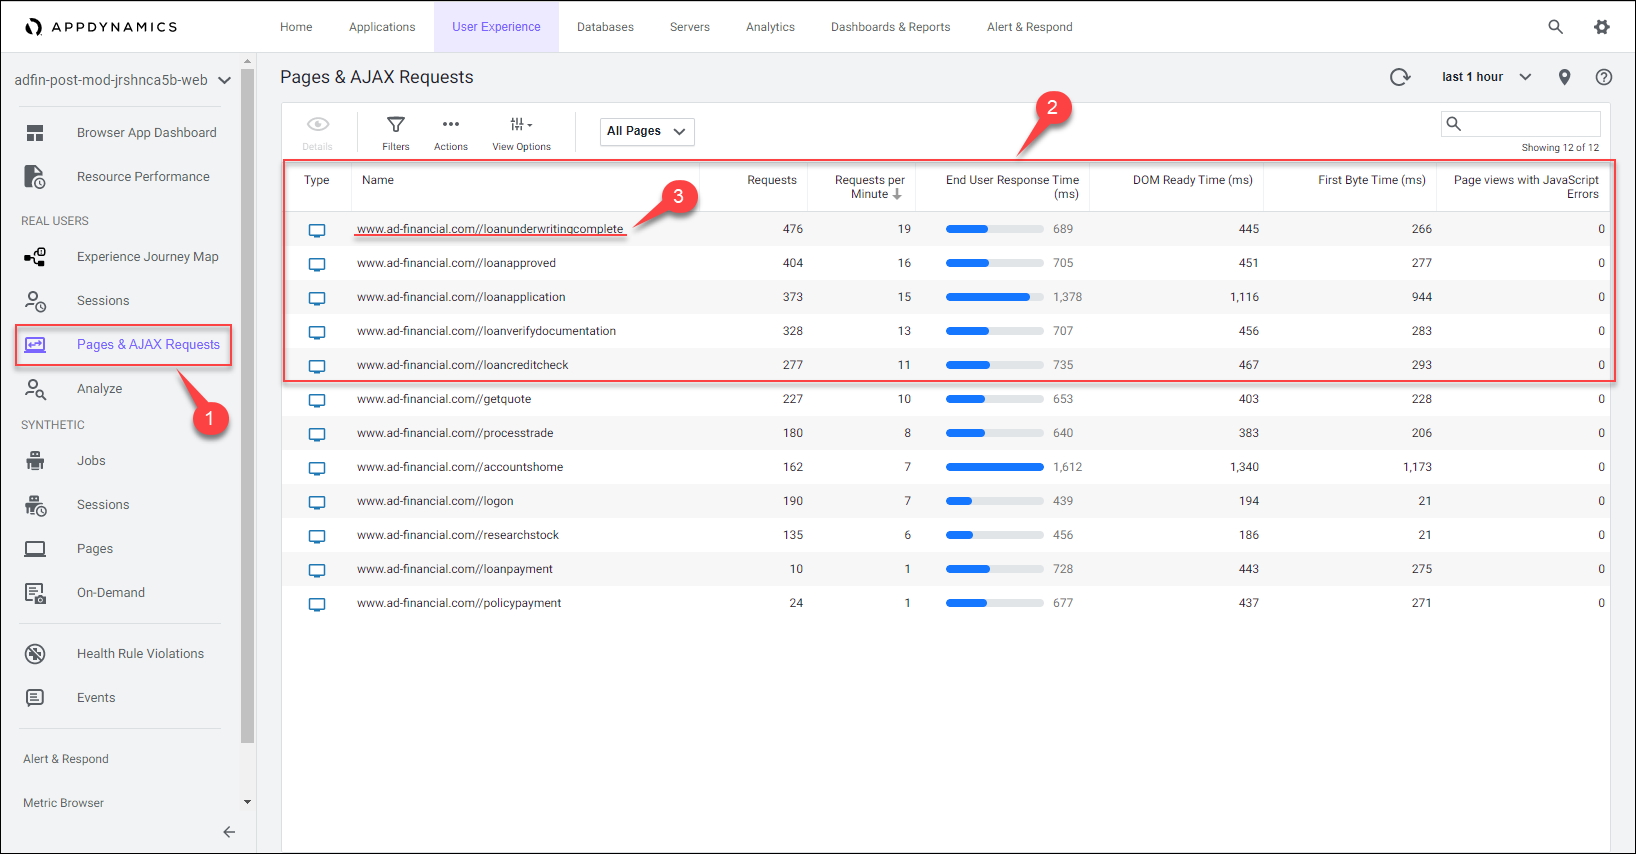 APPDYNAMICS
Home Applications User Experience Databases Servers Analytics Dashboards & Reports Alert & Respond
adfin-post-mod-jrshnca5b-web
Browser App Dashboard
Resource Performance
REAL USERS
Experience Journey Map
Sessions
Pages & AJAX Requests
1
Analyze
SYNTHETIC
Jobs
Sessions
Pages
On-Demand
Health Rule Violations
Events
Alert & Respond
Metric Browser
Pages & AJAX Requests
last 1 hour
Details Filters Actions View Options
All Pages
2
Showing 12 of 12
Type Name Requests Requests per Minute End User Response Time (ms) DOM Ready Time (ms) First Byte Time (ms) Page views with JavaScript Errors
3
www.ad-financial.com//loanunderwritingcomplete 476 19 689 445 266 0
www.ad-financial.com//loanapproved 404 16 705 451 277 0
www.ad-financial.com//loanapplication 373 15 1,378 1,116 944 0
www.ad-financial.com//loanverifydocumentation 328 13 707 456 283 0
www.ad-financial.com//loancreditcheck 277 11 735 467 293 0
www.ad-financial.com//getquote 227 10 653 403 228 0
www.ad-financial.com//processtrade 180 8 640 383 206 0
www.ad-financial.com//accountshome 162 7 1,612 1,340 1,173 0
www.ad-financial.com//logon 190 7 439 194 21 0
www.ad-financial.com//researchstock 135 6 456 186 21 0
www.ad-financial.com//loanpayment 10 1 728 443 275 0
www.ad-financial.com//policypayment 24 1 677 437 271 0